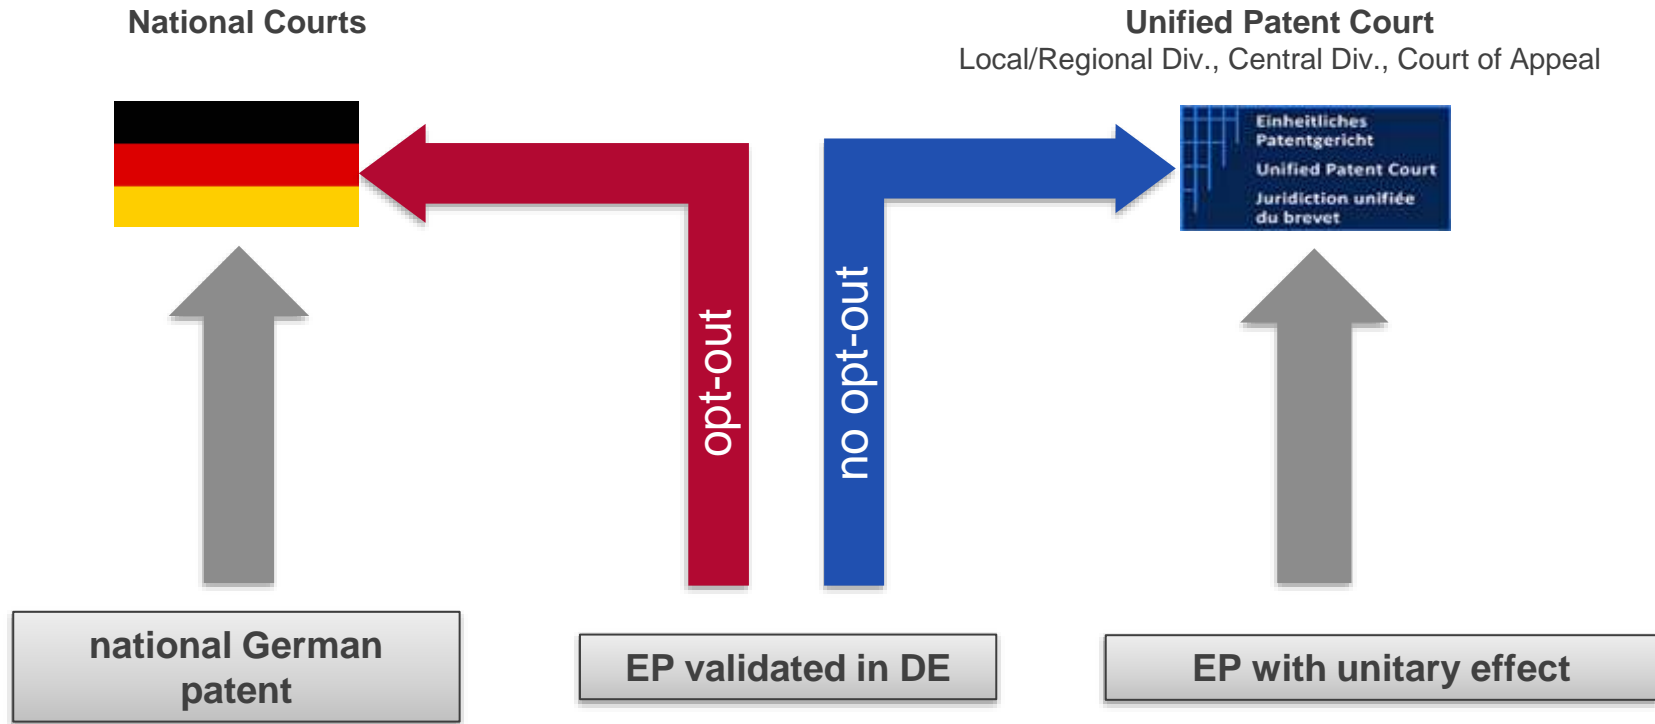 National Courts
Unified Patent Court
Local/Regional Div., Central Div., Court of Appeal
Einheitliches
Patentgericht
Unified Patent Court
Juridiction unifiée
du brevet
opt-out
no opt-out
national German
patent
EP validated in DE
EP with unitary effect